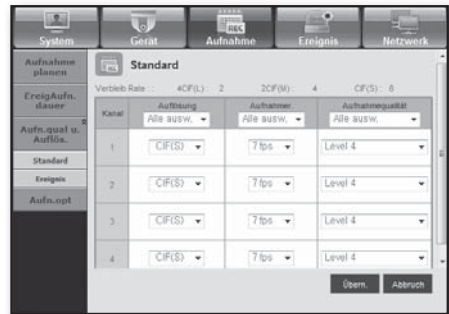 System Gerät Aufnahme Ereignis Netzwerk
REC
Aufnahme planen
EreigAufn. dauer
Aufn.qual u. Auflös.
Standard
Ereignis
Aufn.opt
Standard
Verbleib Rate : 4CIF(L) : 2 2CIF(M) : 4 CIF(S) : 8
Kanal Auflösung Aufnahmer Aufnahmequalität
Alle ausw. Alle ausw. Alle ausw.
1 CIF(S) 7 fps Level 4
2 CIF(S) 7 fps Level 4
3 CIF(S) 7 fps Level 4
4 CIF(S) 7 fps Level 4
Übern. Abbruch